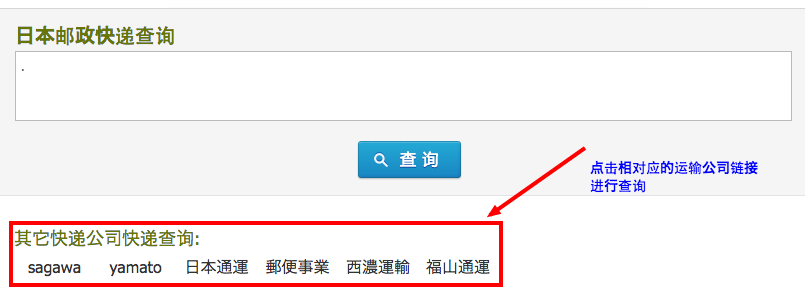 日本邮政快递查询
.
查 询
点击相对应的运输公司链接
进行查询
其它快递公司快递查询:
sagawa yamato 日本通運 郵便事業 西濃運輸 福山通運